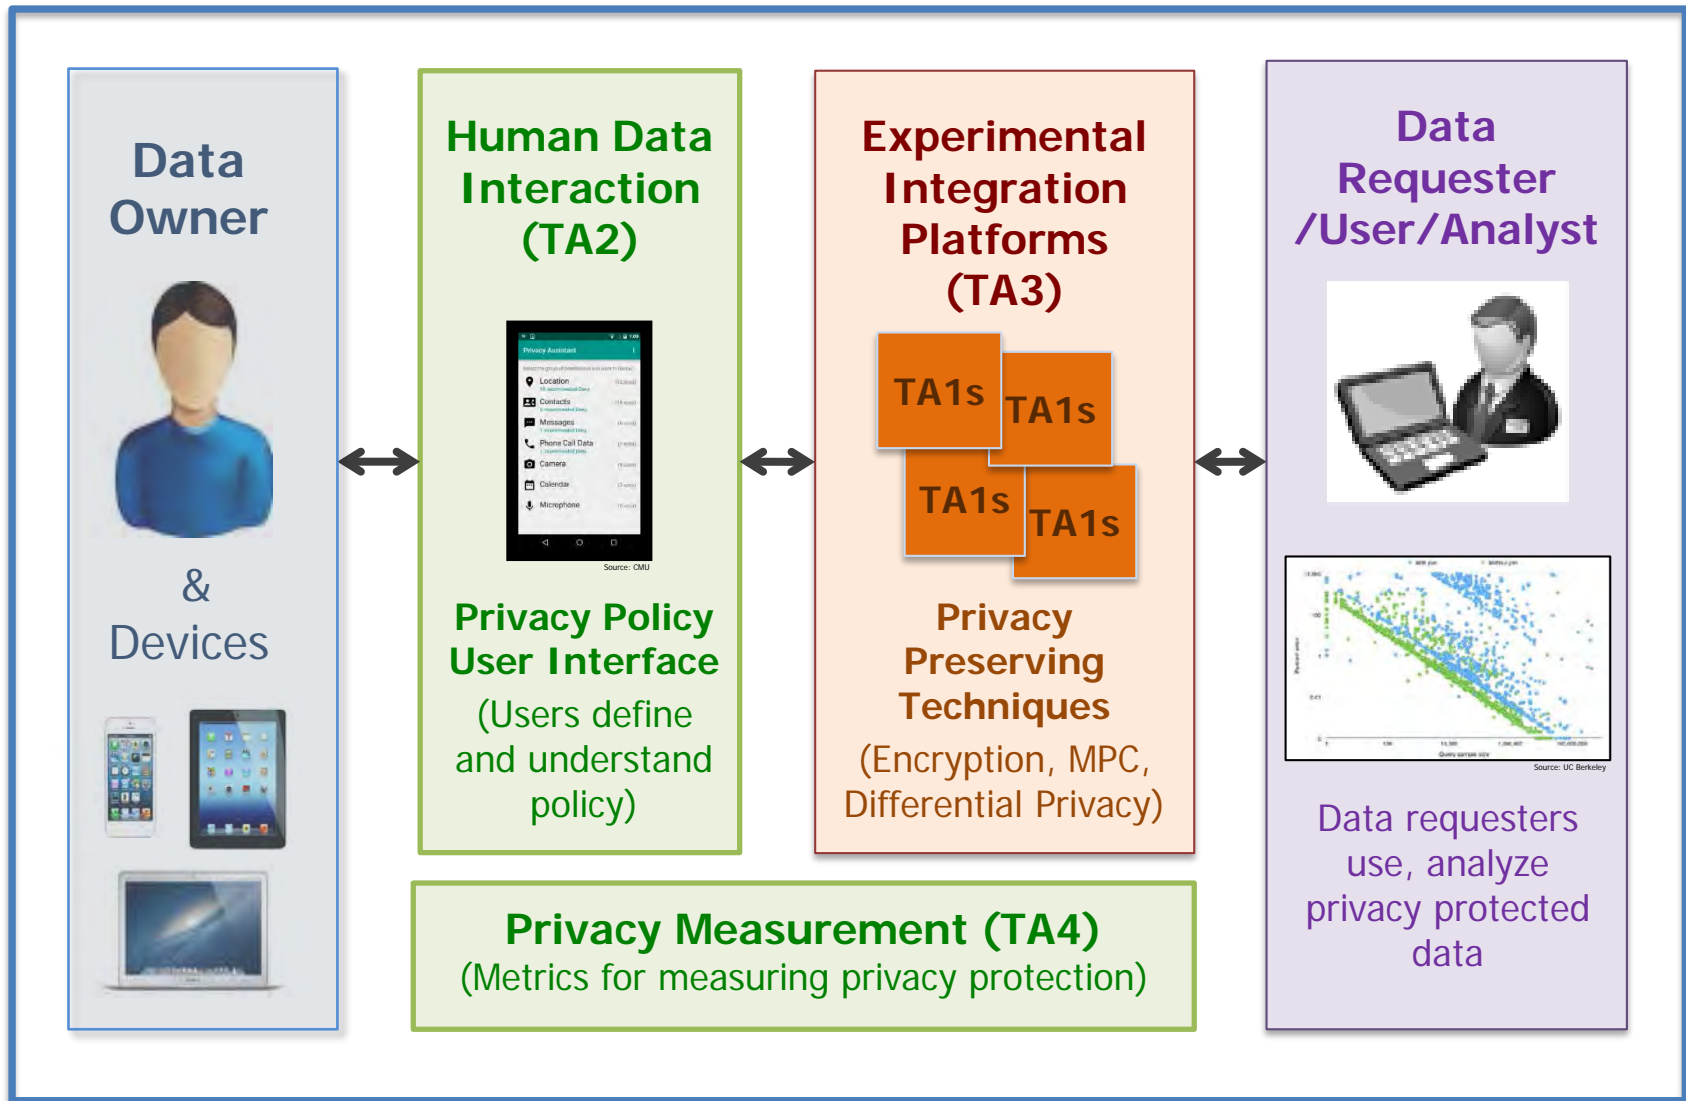 Data
Owner
&
Devices
Human Data
Interaction
(TA2)
Privacy Assistant
Location
Contacts
Messages
Phone Call Data
Camera
Calendar
Microphone
Source: CMU
Privacy Policy
User Interface
(Users define
and understand
policy)
Experimental
Integration
Platforms
(TA3)
TA1s
TA1s
TA1s
TA1s
Privacy
Preserving
Techniques
(Encryption, MPC,
Differential Privacy)
Privacy Measurement (TA4)
(Metrics for measuring privacy protection)
Data
Requester
/User/Analyst
Query sample size
Source: UC Berkeley
Data requesters
use, analyze
privacy protected
data